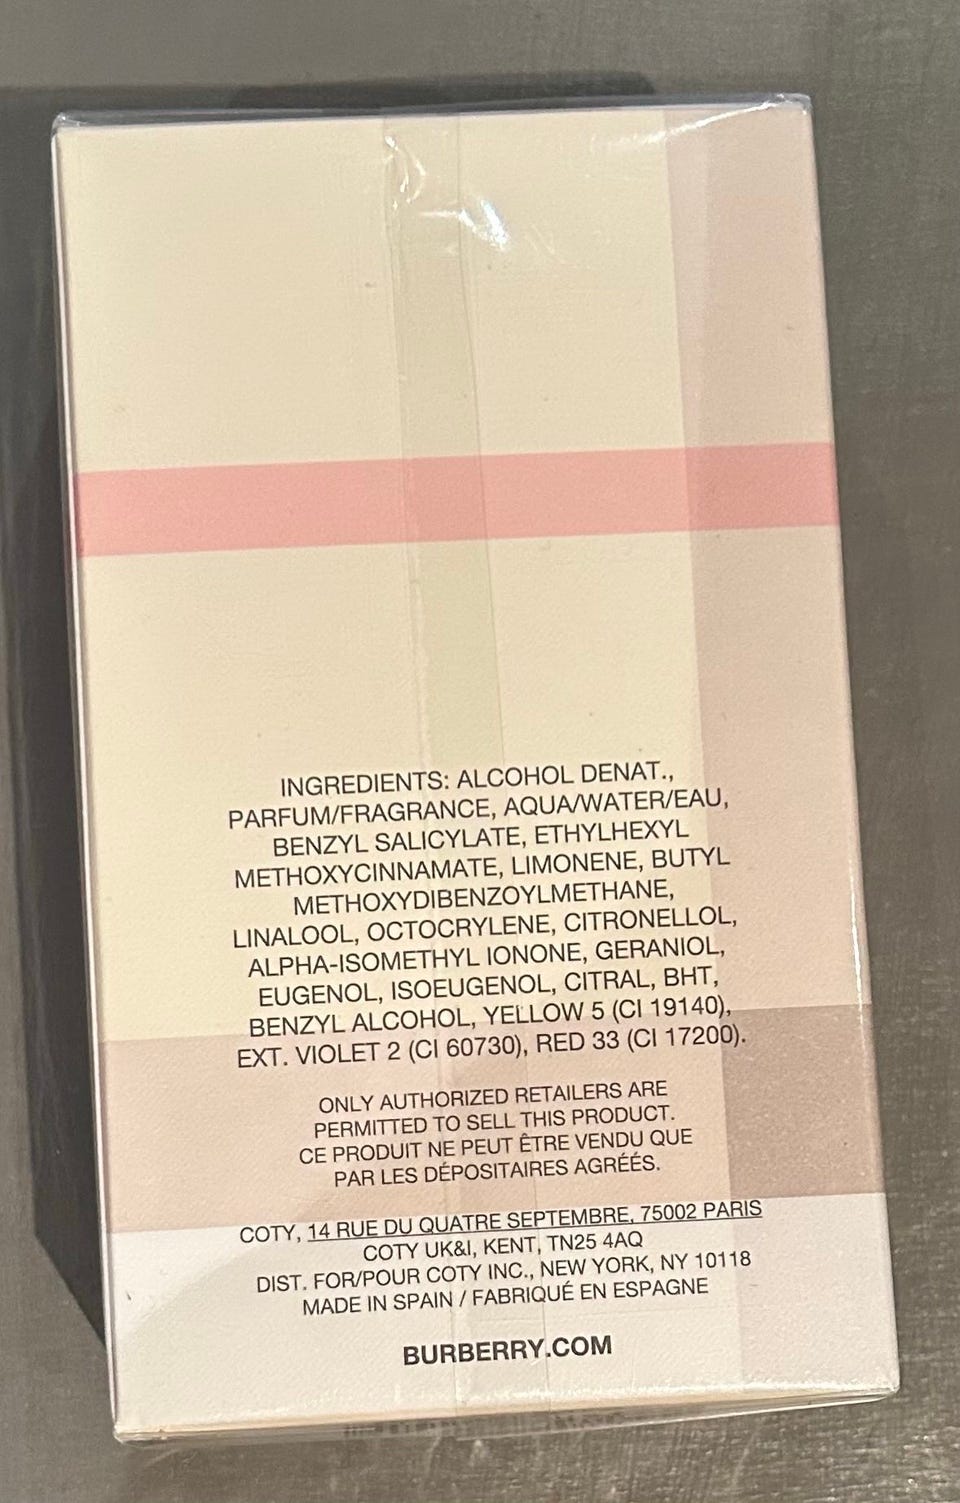 INGREDIENTS: ALCOHOL DENAT.,
PARFUM/FRAGRANCE, AQUA/WATER/EAU,
BENZYL SALICYLATE, ETHYLHEXYL
METHOXYCINNAMATE, LIMONENE, BUTYL
METHOXYDIBENZOYLMETHANE,
LINALOOL, OCTOCRYLENE, CITRONELLOL,
ALPHA-ISOMETHYL IONONE, GERANIOL,
EUGENOL, ISOEUGENOL, CITRAL, BHT,
BENZYL ALCOHOL, YELLOW 5 (CI 19140),
EXT. VIOLET 2 (CI 60730), RED 33 (CI 17200).
ONLY AUTHORIZED RETAILERS ARE
PERMITTED TO SELL THIS PRODUCT.
CE PRODUIT NE PEUT ÊTRE VENDU QUE
PAR LES DÉPOSITAIRES AGRÉÉS.
COTY, 14 RUE DU QUATRE SEPTEMBRE, 75002 PARIS
COTY UK&I, KENT, TN25 4AQ
DIST. FOR/POUR COTY INC., NEW YORK, NY 10118
MADE IN SPAIN / FABRIQUÉ EN ESPAGNE
BURBERRY.COM